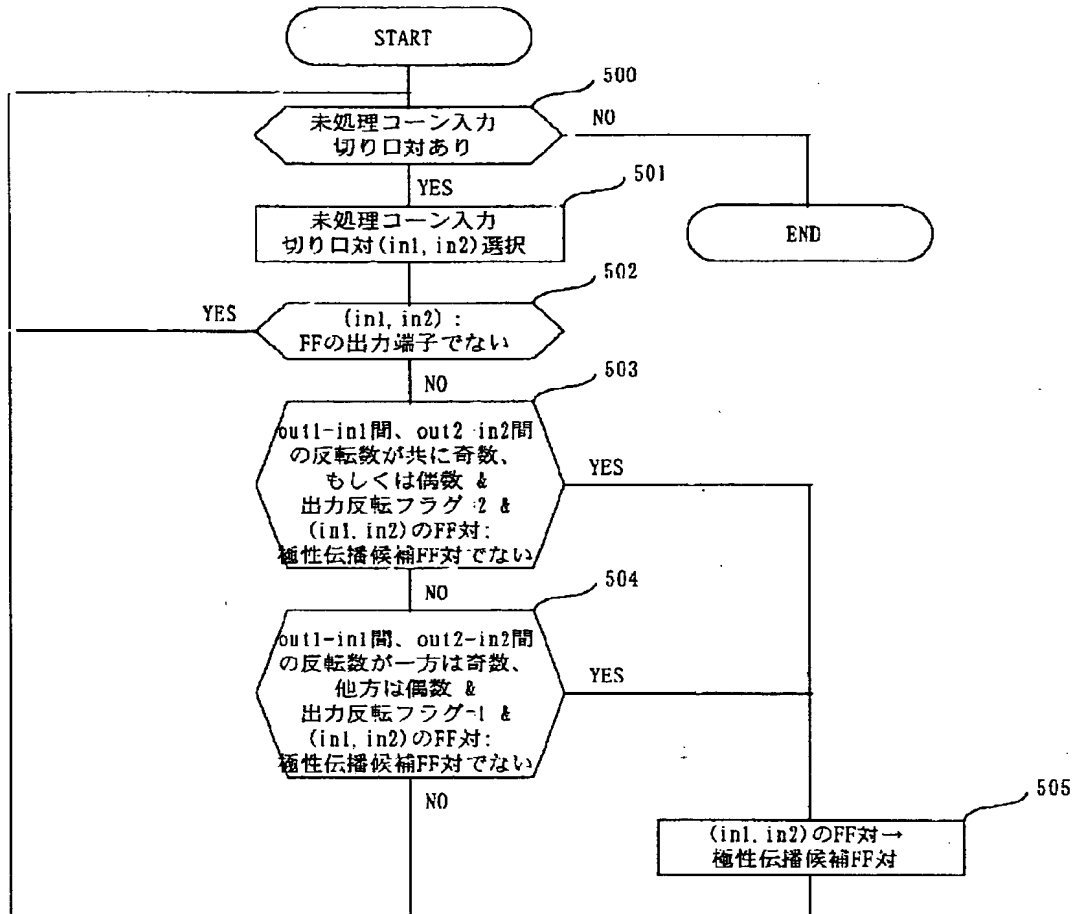 START
500
未処理コーン入力
切り口対あり
NO
YES
501
未処理コーン入力
切り口対(in1, in2)選択
END
502
YES
(in1, in2) :
FFの出力端子でない
NO
503
out1-in1間、out2-in2間
の反転数が共に奇数、
もしくは偶数 &
出力反転フラグ=2 &
(in1, in2)のFF対:
極性伝播候補FF対でない
YES
NO
504
out1-in1間、out2-in2間
の反転数が一方は奇数、
他方は偶数 &
出力反転フラグ=1 &
(in1, in2)のFF対:
極性伝播候補FF対でない
YES
NO
505
(in1, in2)のFF対→
極性伝播候補FF対